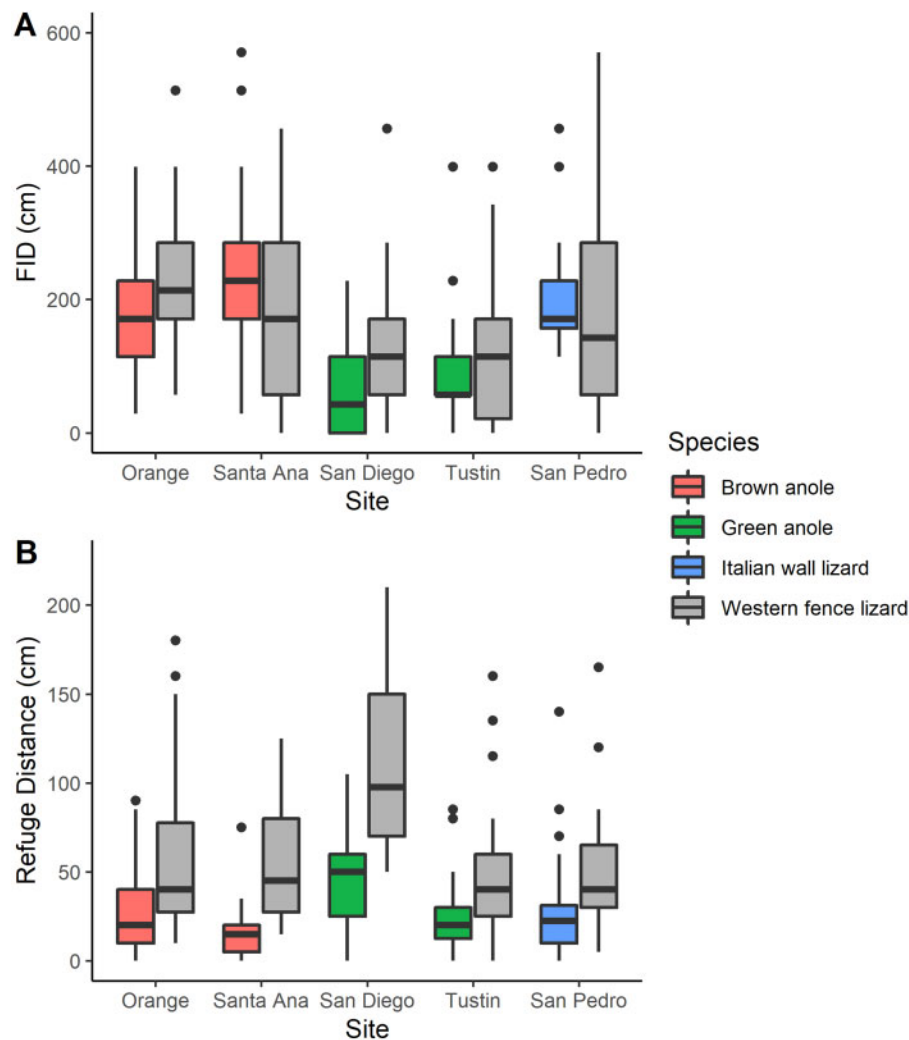 A
600
400
200
0
FID (cm)
Orange Santa Ana San Diego Tustin San Pedro
Site
Species
Brown anole
Green anole
Italian wall lizard
Western fence lizard
B
200
150
100
50
0
Refuge Distance (cm)
Orange Santa Ana San Diego Tustin San Pedro
Site